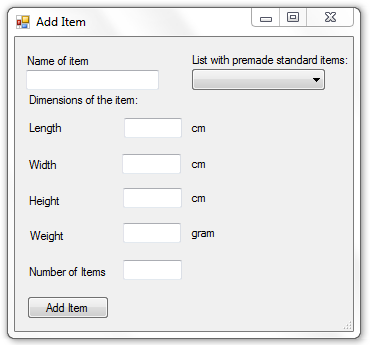 Add Item
Name of item
List with premade standard items:
Dimensions of the item:
Length cm
Width cm
Height cm
Weight gram
Number of Items
Add Item